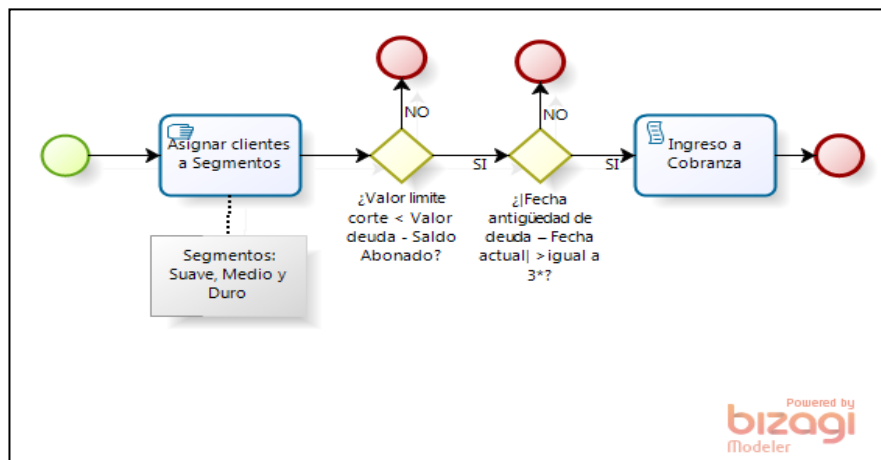 NO
NO
Asignar clientes
a Segmentos
Ingreso a
Cobranza
SI
SI
¿Valor limite
corte < Valor
deuda - Saldo
Abonado?
¿|Fecha
antigüedad de
deuda – Fecha
actual| >igual a
3*?
Segmentos:
Suave, Medio y
Duro
Powered by
bizagi
Modeler